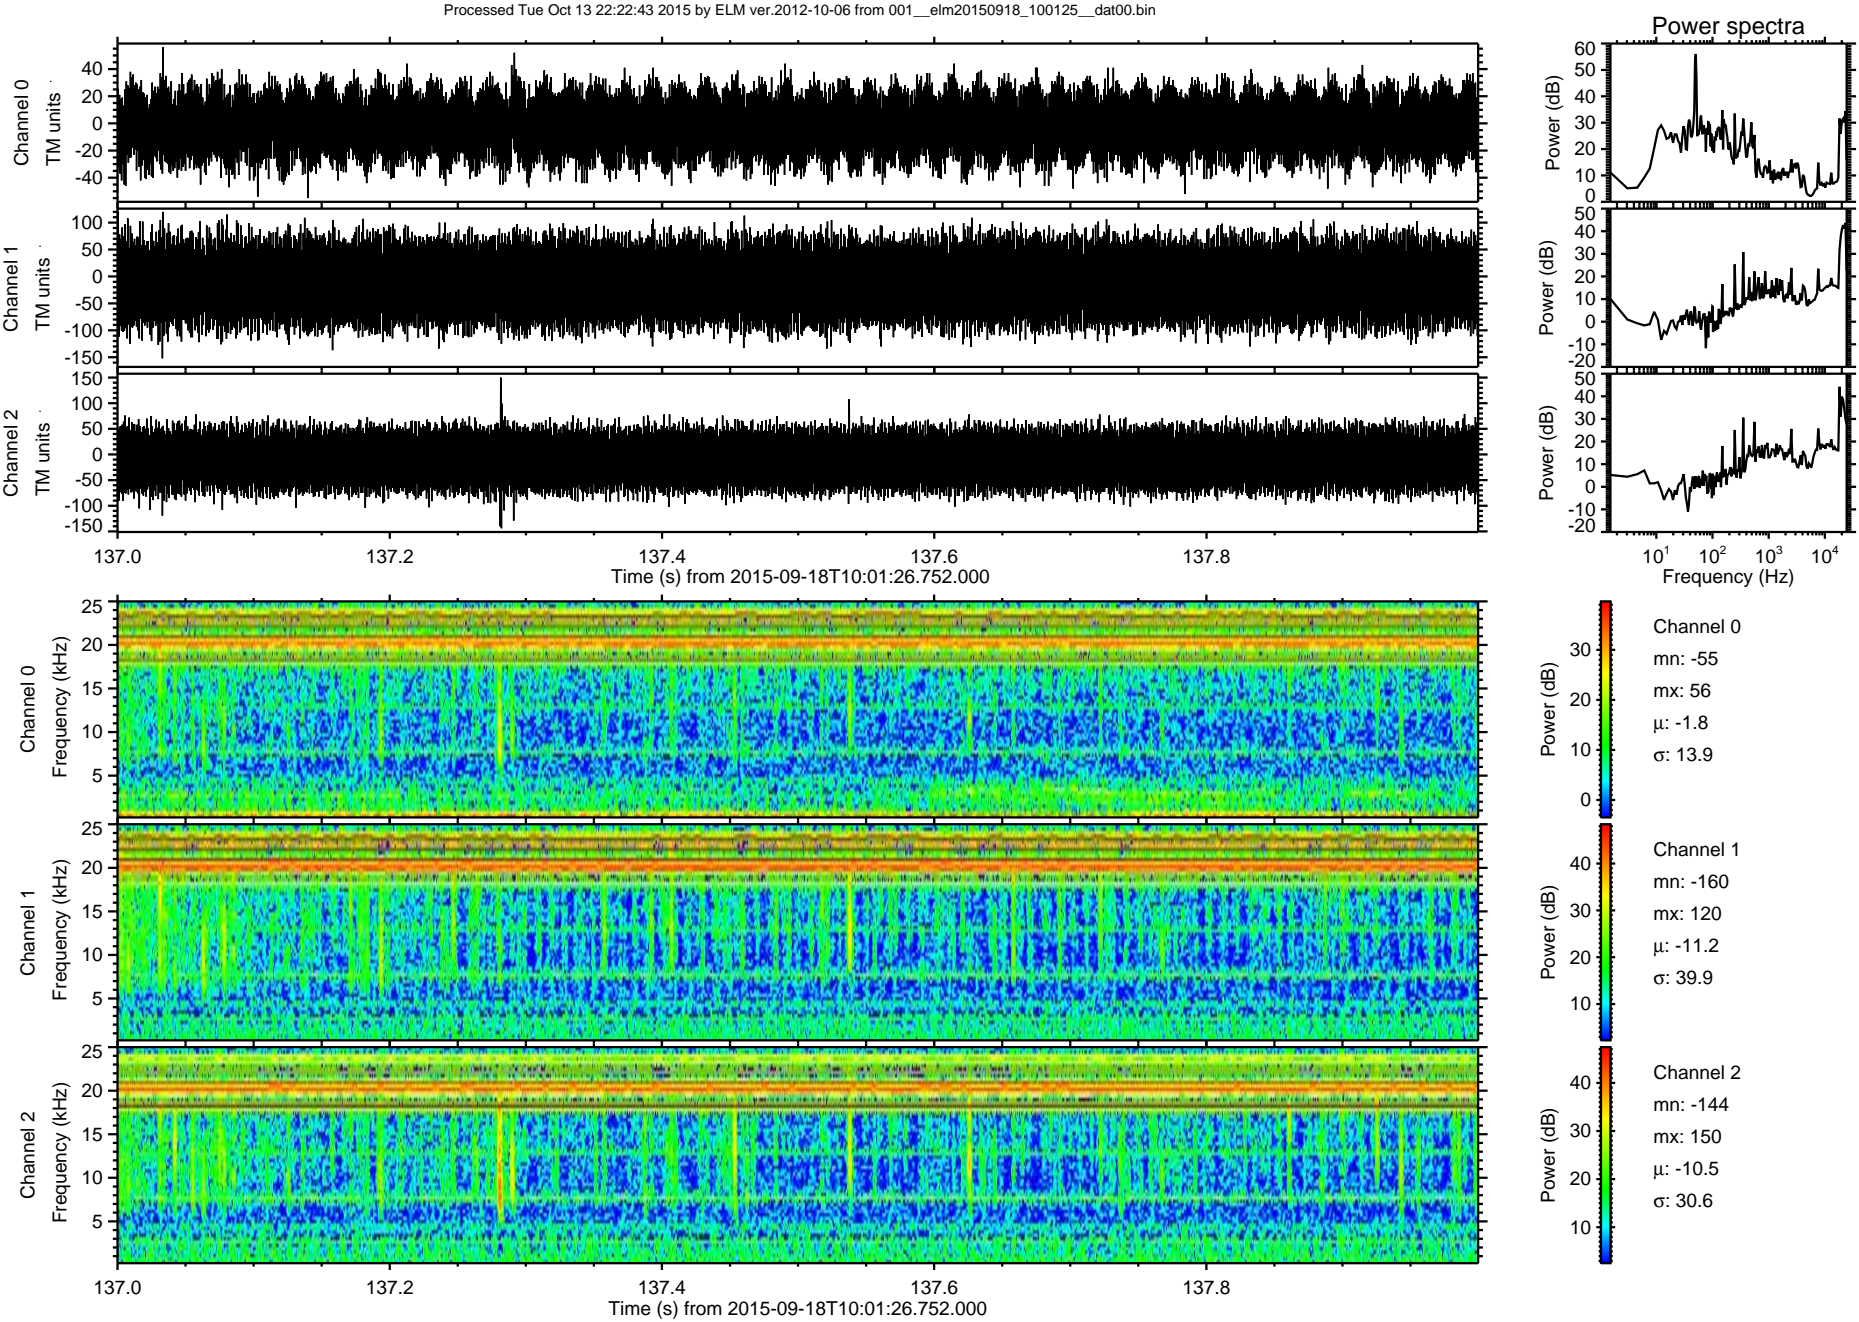 Processed Tue Oct 13 22:22:43 2015 by ELM ver.2012-10-06 from 001__elm20150918_100125__dat00.bin
Power spectra
Channel 0
TM units
40
20
0
-20
-40
Power (dB)
60
50
40
30
20
10
0
Channel 1
TM units
100
50
0
-50
-100
-150
Power (dB)
50
40
30
20
10
0
-10
-20
Channel 2
TM units
150
100
50
0
-50
-100
-150
Power (dB)
50
40
30
20
10
0
-10
-20
137.0 137.2 137.4 137.6 137.8
Time (s) from 2015-09-18T10:01:26.752.000
10¹ 10² 10³ 10⁴
Frequency (Hz)
Channel 0
Frequency (kHz)
25
20
15
10
5
Power (dB)
30
20
10
0
Channel 0
mn: -55
mx: 56
µ: -1.8
σ: 13.9
Channel 1
Frequency (kHz)
25
20
15
10
5
Power (dB)
40
30
20
10
Channel 1
mn: -160
mx: 120
µ: -11.2
σ: 39.9
Channel 2
Frequency (kHz)
25
20
15
10
5
Power (dB)
40
30
20
10
Channel 2
mn: -144
mx: 150
µ: -10.5
σ: 30.6
137.0 137.2 137.4 137.6 137.8
Time (s) from 2015-09-18T10:01:26.752.000